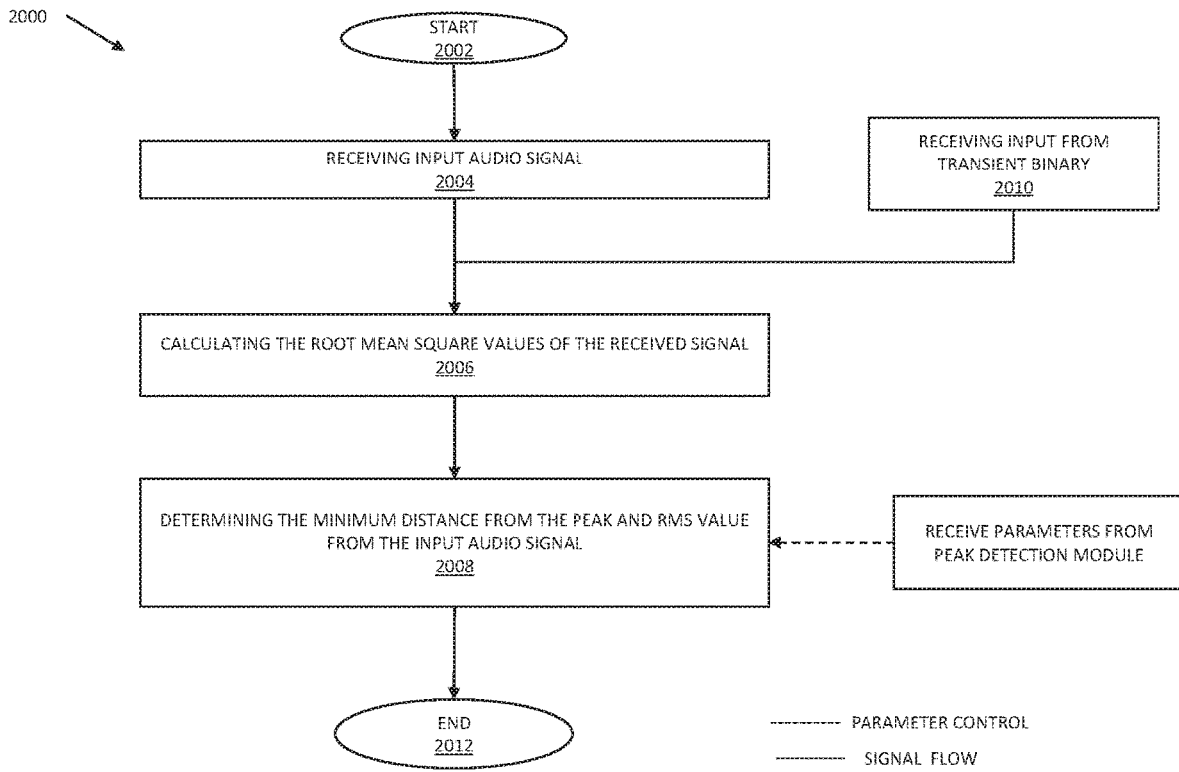 2000
START
2002
RECEIVING INPUT AUDIO SIGNAL
2004
RECEIVING INPUT FROM
TRANSIENT BINARY
2010
CALCULATING THE ROOT MEAN SQUARE VALUES OF THE RECEIVED SIGNAL
2006
DETERMINING THE MINIMUM DISTANCE FROM THE PEAK AND RMS VALUE
FROM THE INPUT AUDIO SIGNAL
2008
RECEIVE PARAMETERS FROM
PEAK DETECTION MODULE
END
2012
PARAMETER CONTROL
SIGNAL FLOW